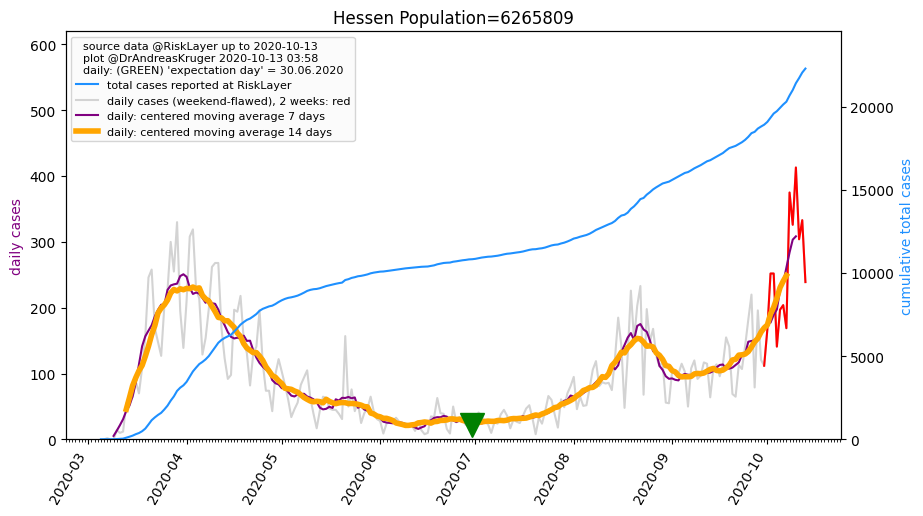 Hessen Population=6265809
source data @RiskLayer up to 2020-10-13
plot @DrAndreasKruger 2020-10-13 03:58
daily: (GREEN) 'expectation day' = 30.06.2020
total cases reported at RiskLayer
daily cases (weekend-flawed), 2 weeks: red
daily: centered moving average 7 days
daily: centered moving average 14 days
daily cases
600
500
400
300
200
100
0
cumulative total cases
20000
15000
10000
5000
0
2020-03
2020-04
2020-05
2020-06
2020-07
2020-08
2020-09
2020-10